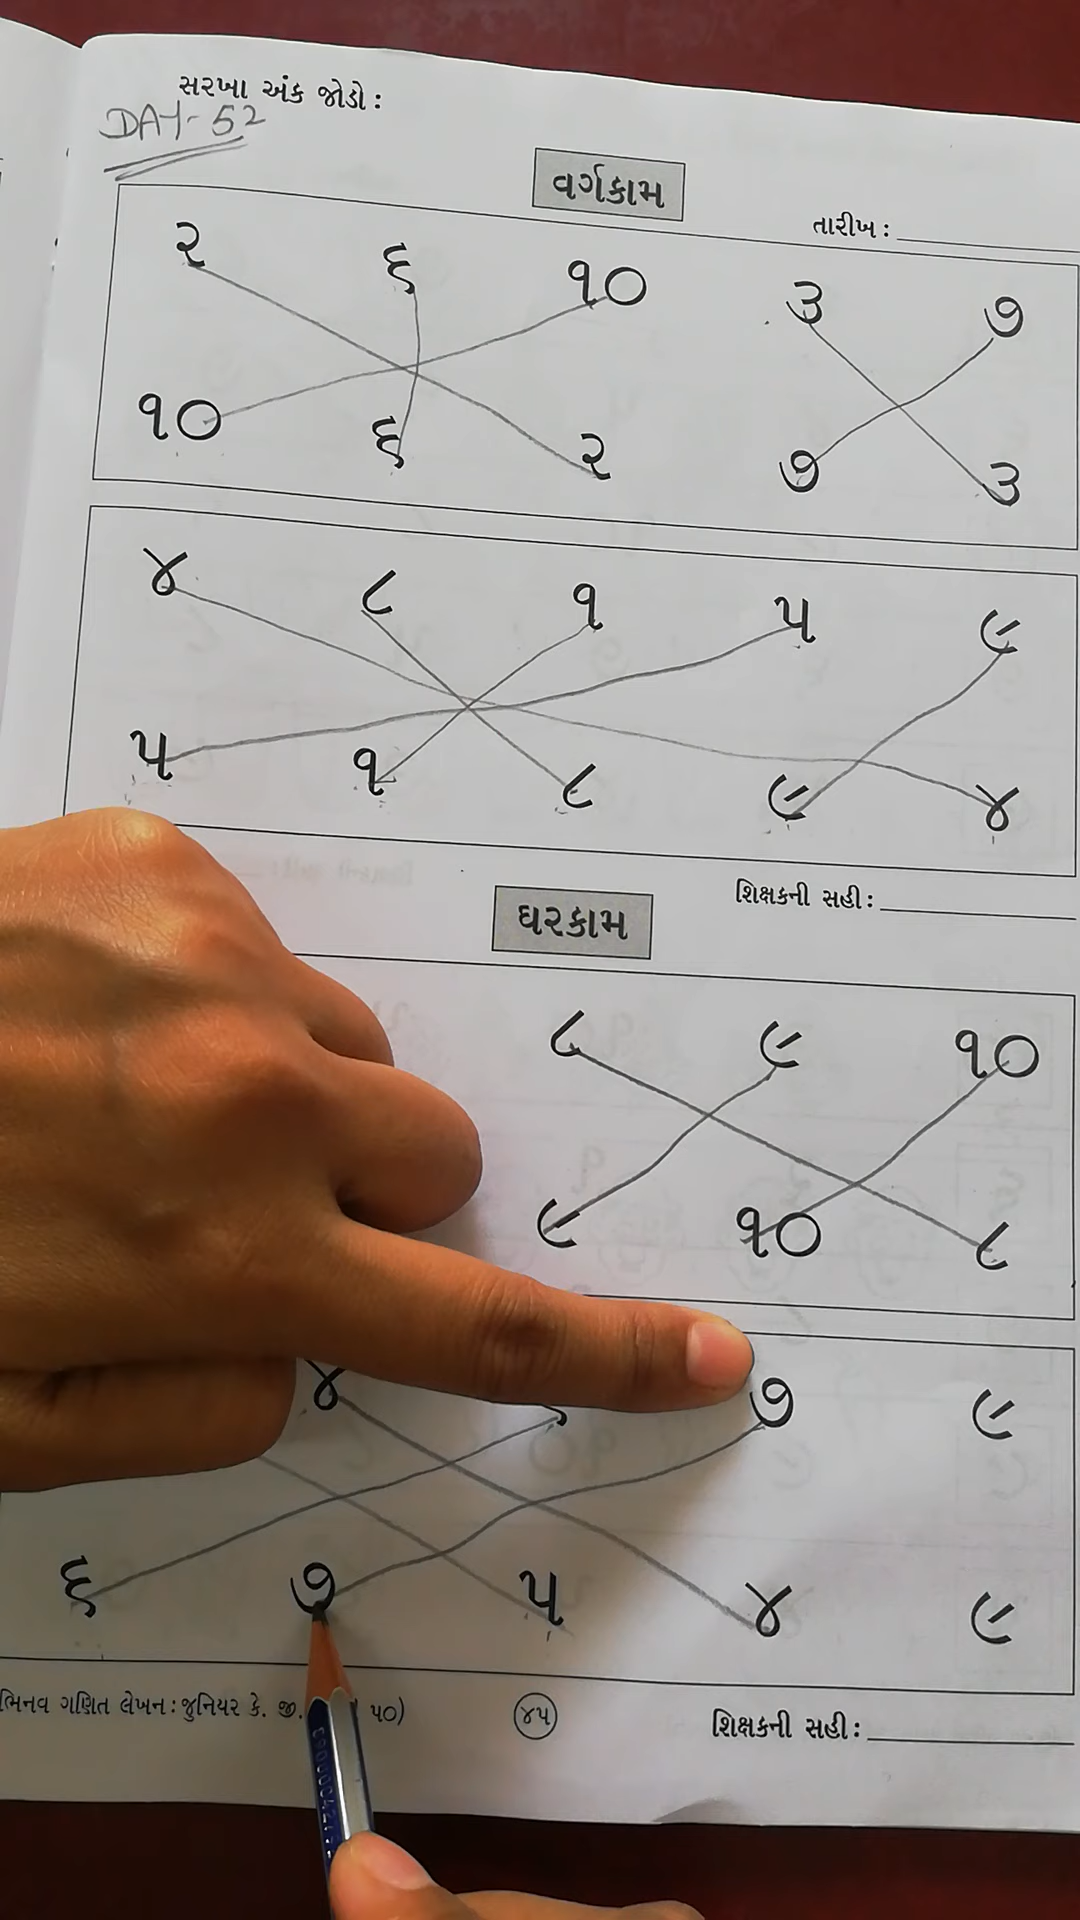 સરખા અંક જોડો :
DAY-52
વર્ગકામ
તારીખ :
૨ ૬ ૧૦ ૩ ૭
૧૦ ૬ ૨ ૭ ૩
૪ ૮ ૧ ૫ ૯
૫ ૧ ૮ ૯ ૪
શિક્ષકની સહી :
ઘરકામ
૮ ૯ ૧૦
૯ ૧૦ ૮
૪ ૭ ૯
૬ ૭ ૫ ૪ ૯
ભિનવ ગણિત લેખન : જુનિયર કે. જી. ૫૦)
૪૫
શિક્ષકની સહી :